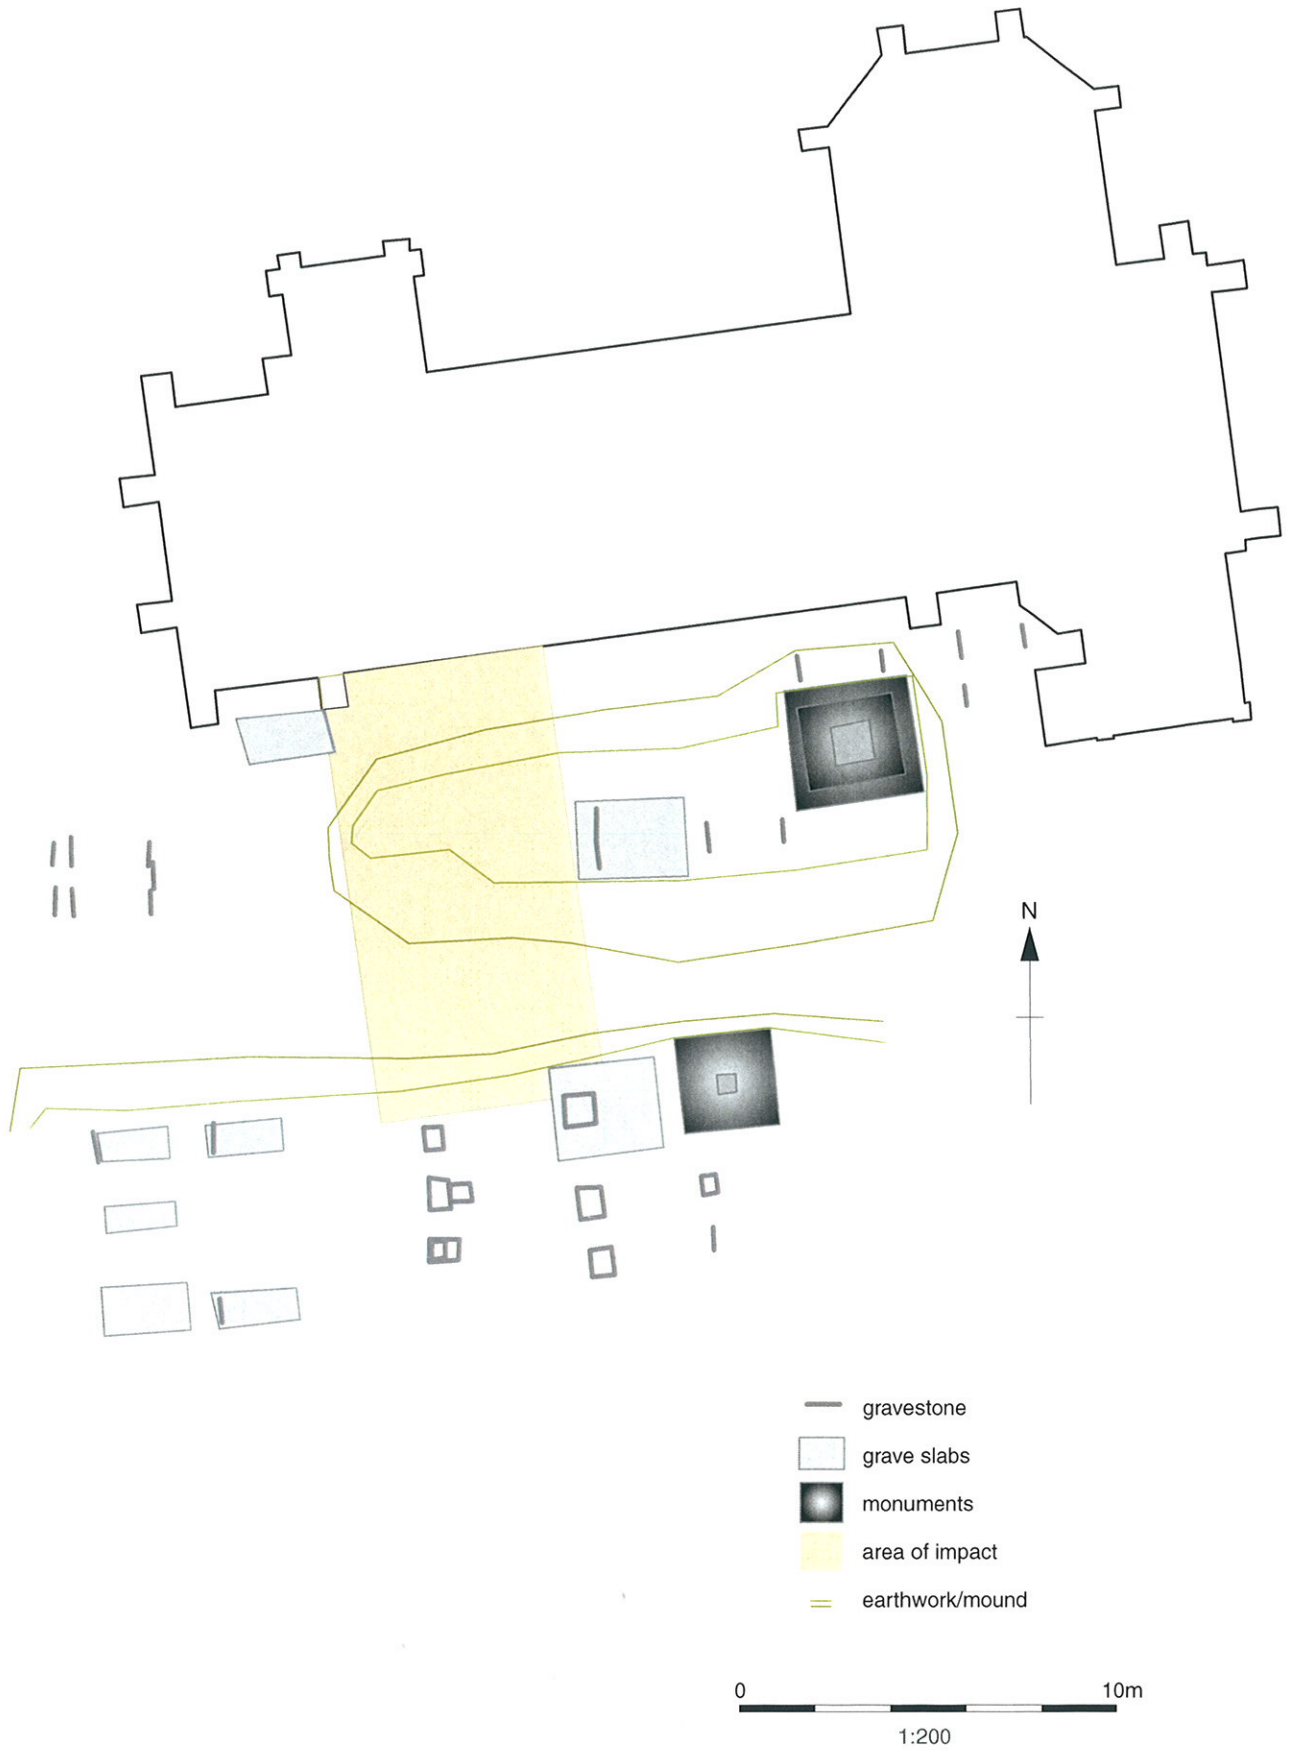 N
gravestone
grave slabs
monuments
area of impact
earthwork/mound
0 10m
1:200